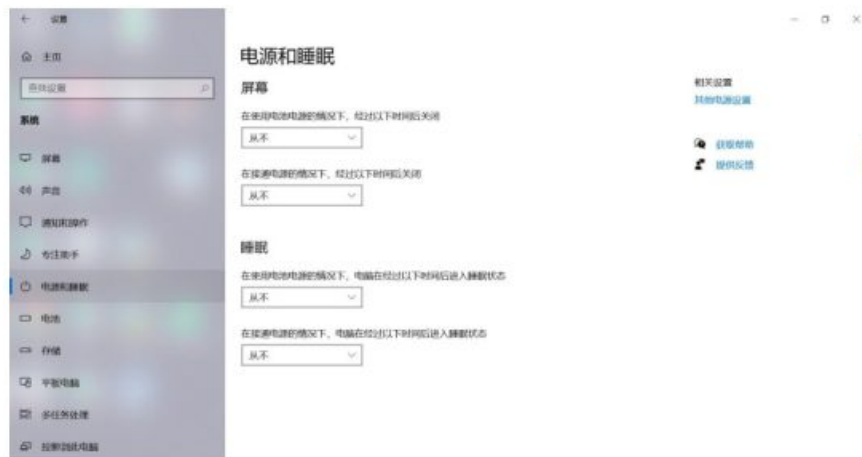 设置
主页
查找设置
系统
屏幕
声音
通知和操作
专注助手
电源和睡眠
电池
存储
平板电脑
多任务处理
投影到此电脑
电源和睡眠
屏幕
在使用电池电源的情况下，经过以下时间后关闭
从不
在接通电源的情况下，经过以下时间后关闭
从不
睡眠
在使用电池电源的情况下，电脑在经过以下时间后进入睡眠状态
从不
在接通电源的情况下，电脑在经过以下时间后进入睡眠状态
从不
相关设置
其他电源设置
获取帮助
提供反馈